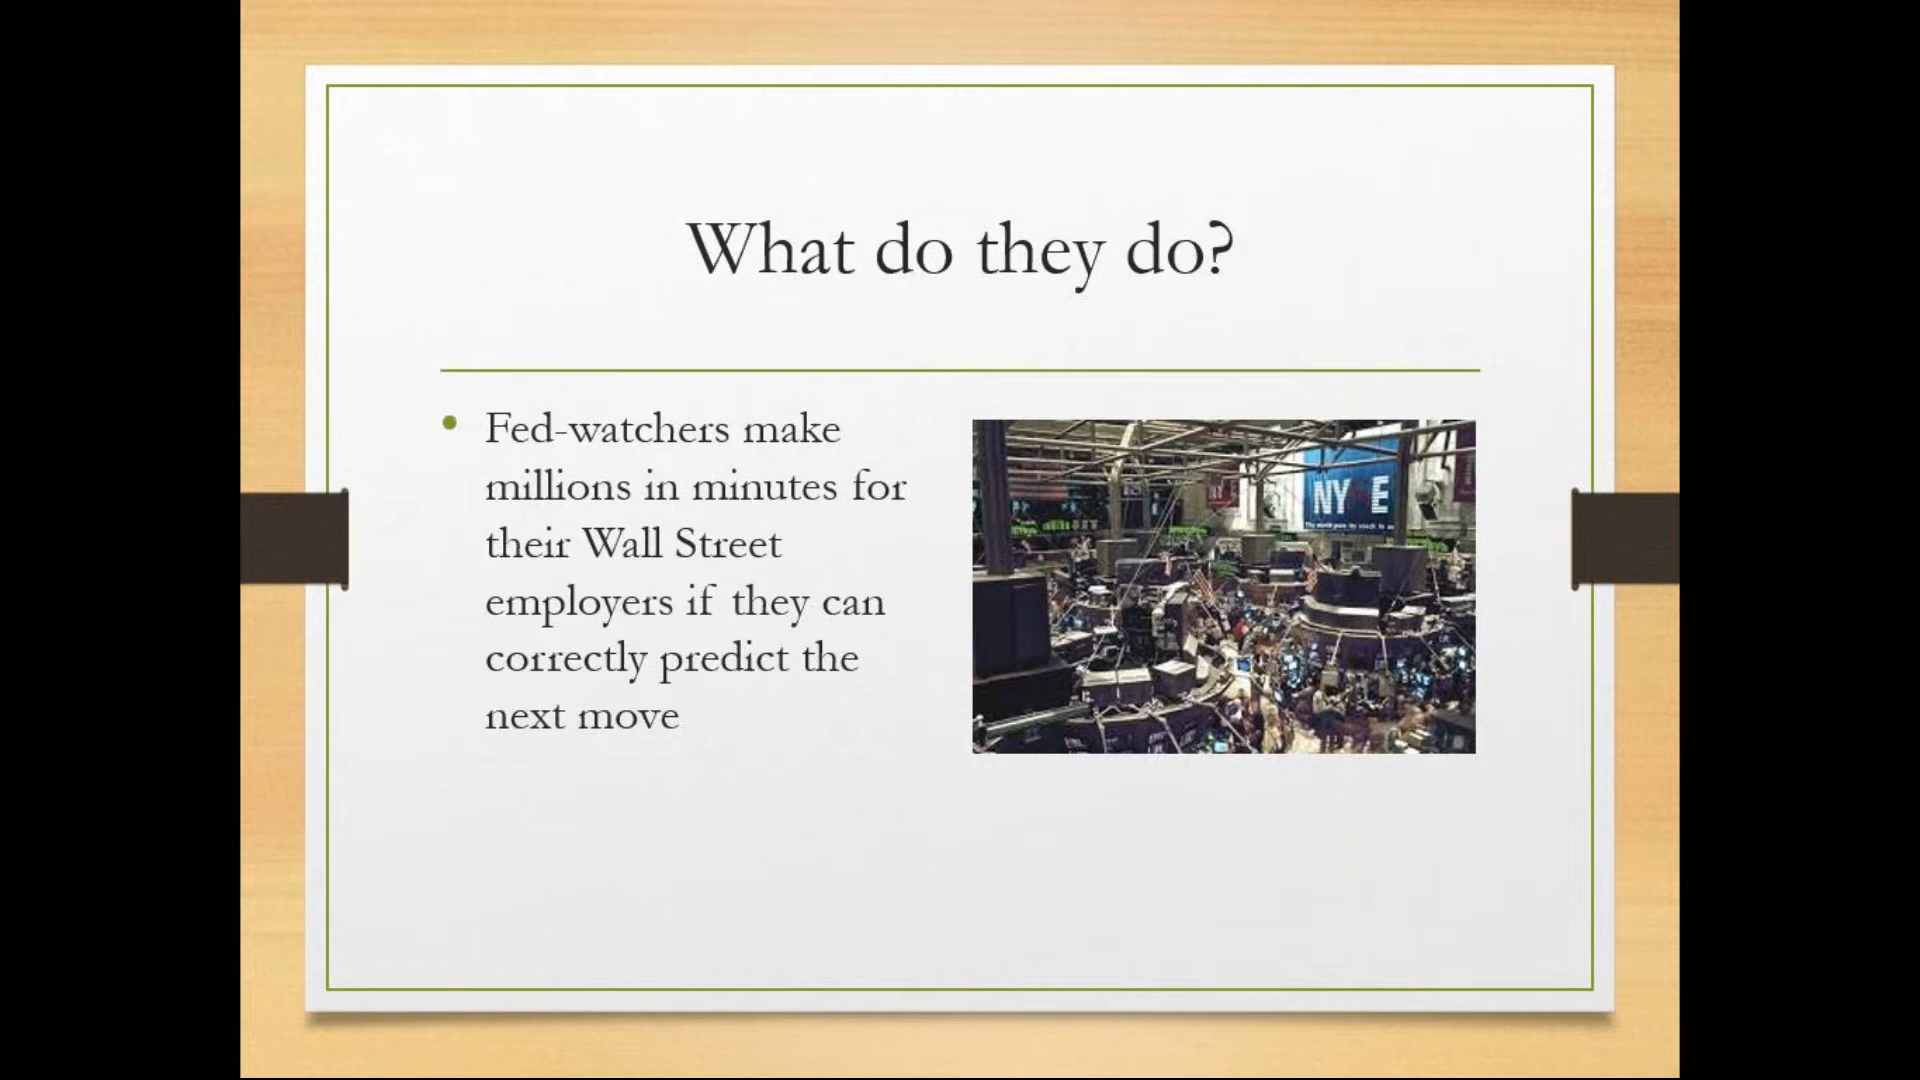 What do they do?
Fed-watchers make
millions in minutes for
their Wall Street
employers if they can
correctly predict the
next move
NY E